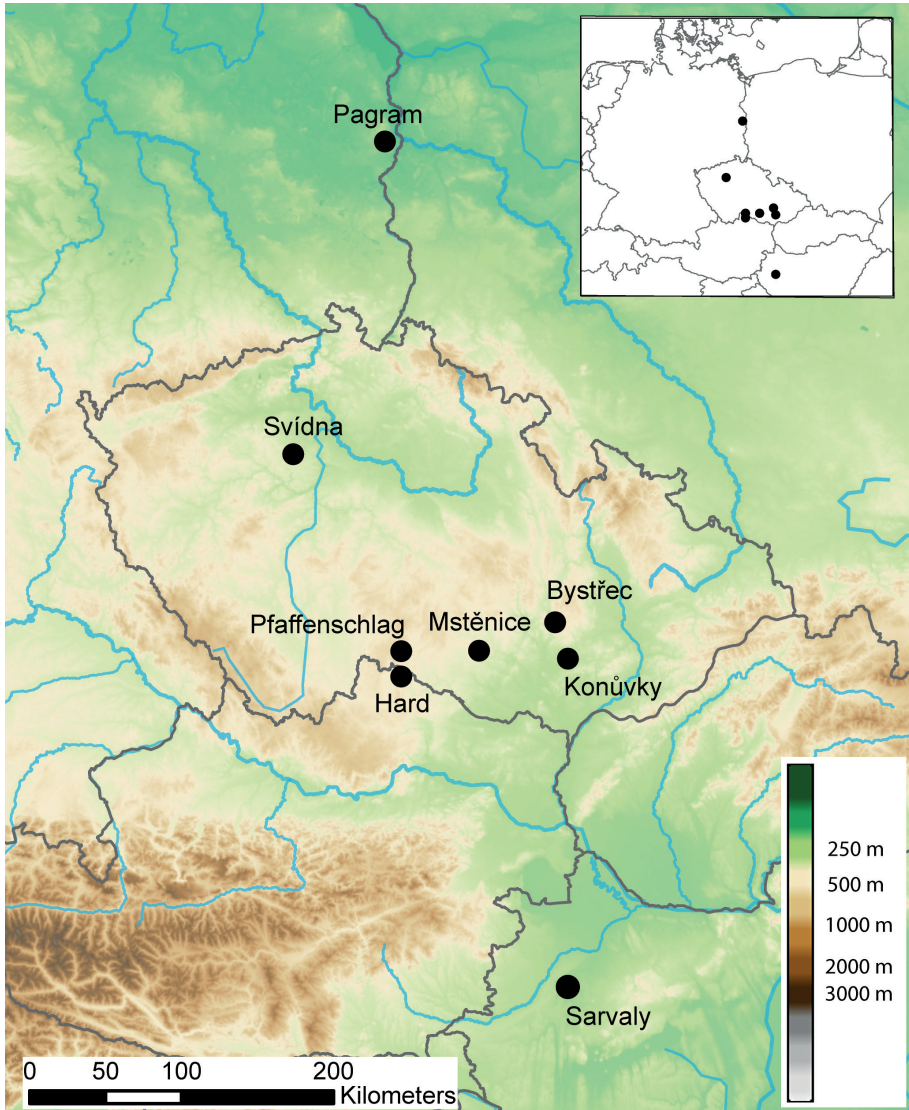 Pagram
Svídna
Bystřec
Pfaffenschlag
Mstěnice
Konůvky
Hard
250 m
500 m
1000 m
2000 m
3000 m
Sarvaly
0
50
100
200
Kilometers